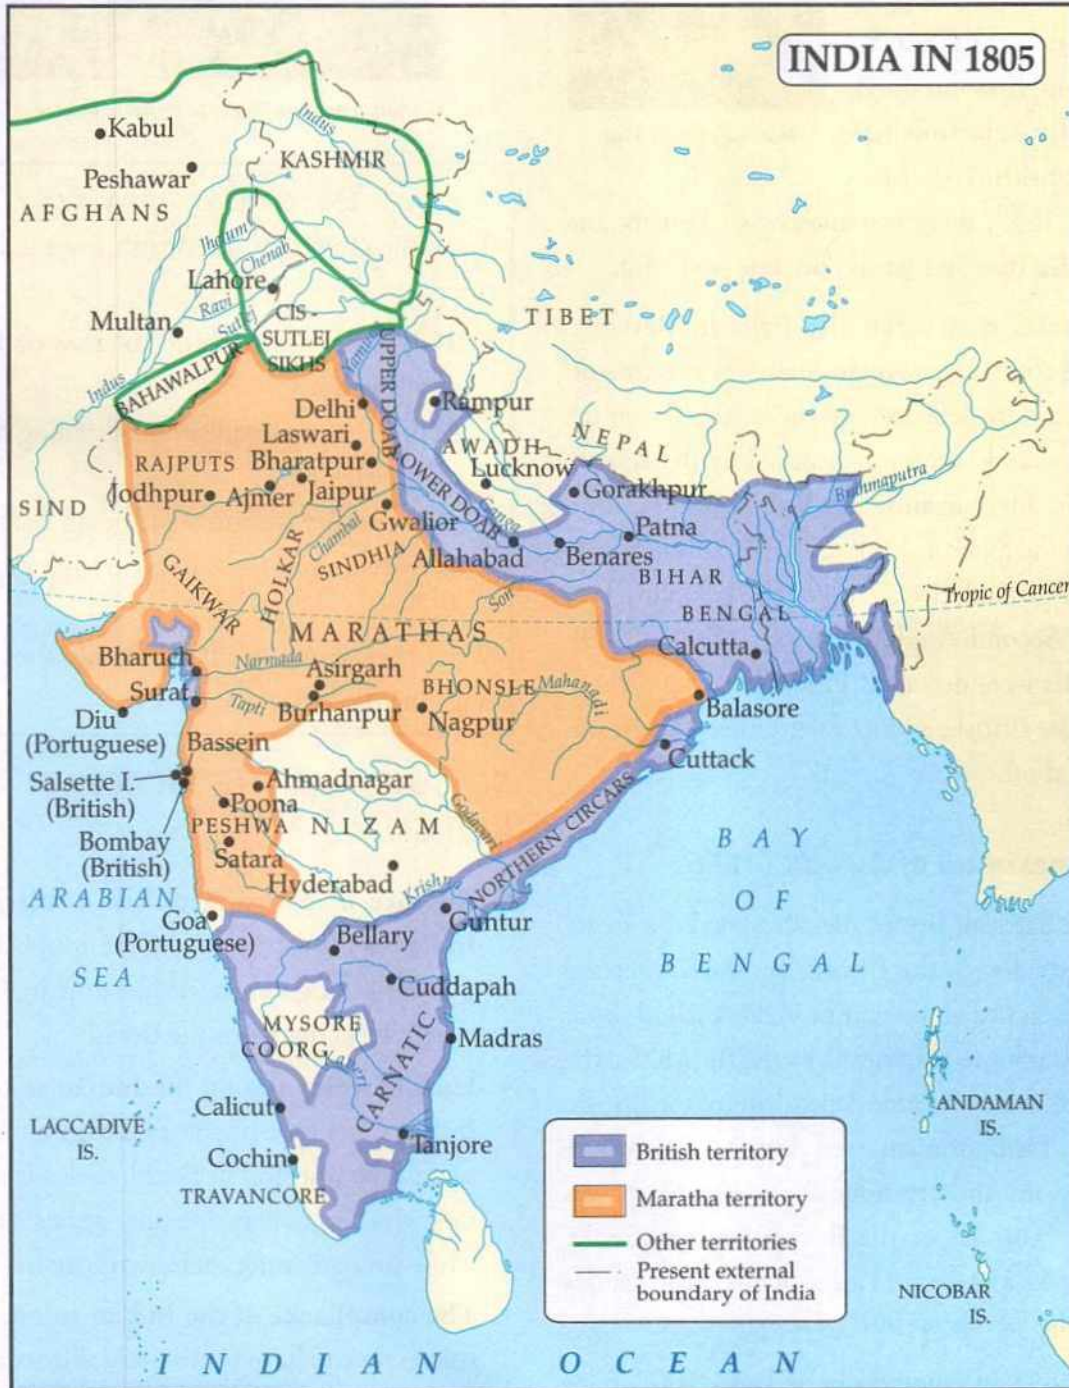 INDIA IN 1805
Kabul
Peshawar
AFGHANS
Indus
KASHMIR
Jhelum
Chenab
Lahore
Ravi
Sutlej
Multan
CIS -
SUTLEJ
SIKHS
BAHAWALPUR
Indus
TIBET
Yamuna
UPPER DOAB
Delhi
Rampur
Laswari
AWADH
NEPAL
RAJPUTS
Bharatpur
LOWER DOAB
Lucknow
Jodhpur
Ajmer
Jaipur
Gorakhpur
Brahmaputra
SIND
Gwalior
Ganga
Patna
Chambal
SINDHIA
Allahabad
Benares
GAIKWAR
HOLKAR
BIHAR
Son
Tropic of Cancer
BENGAL
MARATHAS
Calcutta
Bharuch
Narmada
Asirgarh
BHONSLE
Mahanadi
Surat
Tapti
Burhanpur
Nagpur
Balasore
Diu
(Portuguese)
Bassein
Cuttack
Salsette I.
(British)
Ahmadnagar
Poona
Bombay
(British)
PESHWA
NIZAM
Godavari
NORTHERN CIRCARS
Satara
Hyderabad
Krishna
BAY
OF
BENGAL
ARABIAN
SEA
Goa
(Portuguese)
Guntur
Bellary
Cuddapah
MYSORE
COORG
Kaveri
CARNATIC
Madras
Calicut
LACCADIVE
IS.
Tanjore
Cochin
TRAVANCORE
ANDAMAN
IS.
British territory
Maratha territory
Other territories
Present external
boundary of India
NICOBAR
IS.
INDIAN OCEAN